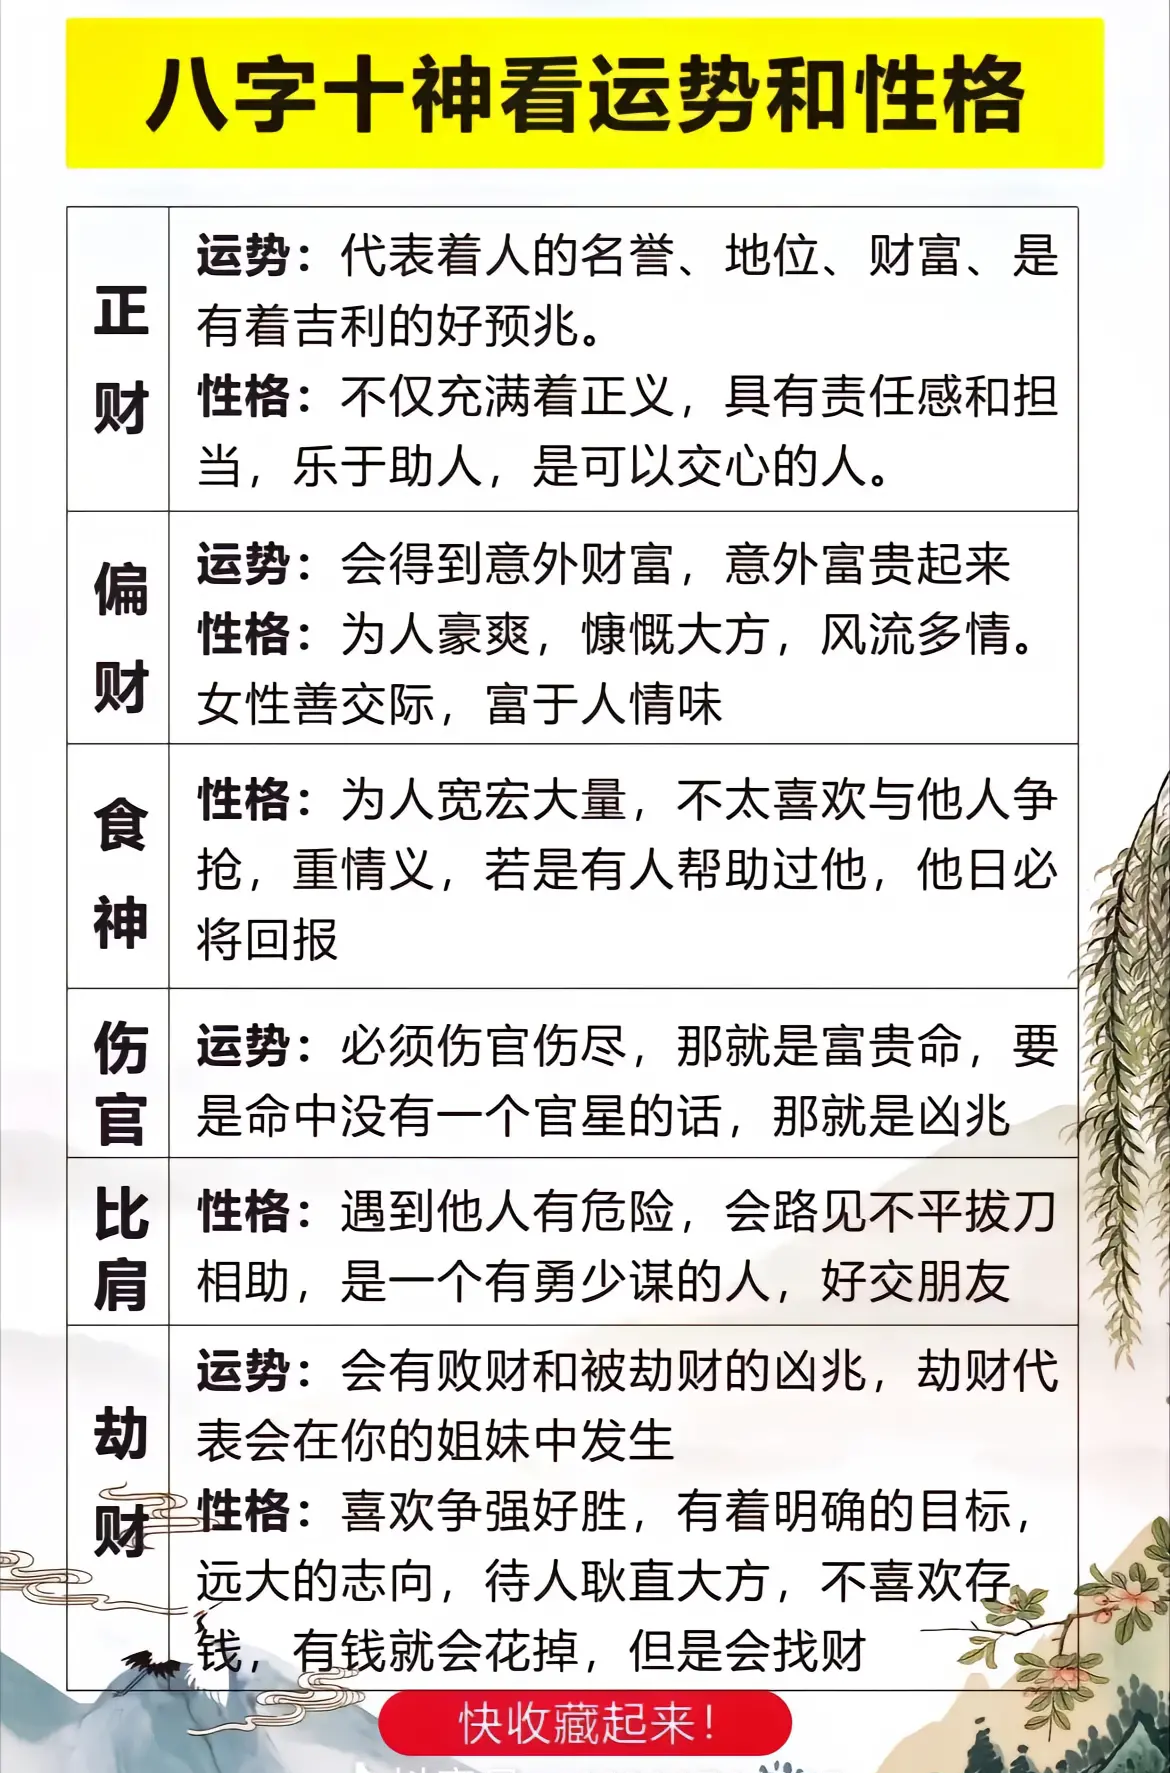 八字十神看运势和性格
正财
运势：代表着人的名誉、地位、财富、是
有着吉利的好预兆。
性格：不仅充满着正义，具有责任感和担
当，乐于助人，是可以交心的人。
偏财
运势：会得到意外财富，意外富贵起来
性格：为人豪爽，慷慨大方，风流多情。
女性善交际，富于人情味
食神
性格：为人宽宏大量，不太喜欢与他人争
抢，重情义，若是有人帮助过他，他日必
将回报
伤官
运势：必须伤官伤尽，那就是富贵命，要
是命中没有一个官星的话，那就是凶兆
比肩
性格：遇到他人有危险，会路见不平拔刀
相助，是一个有勇少谋的人，好交朋友
劫财
运势：会有败财和被劫财的凶兆，劫财代
表会在你的姐妹中发生
性格：喜欢争强好胜，有着明确的目标，
远大的志向，待人耿直大方，不喜欢存
钱，有钱就会花掉，但是会找财
快收藏起来！